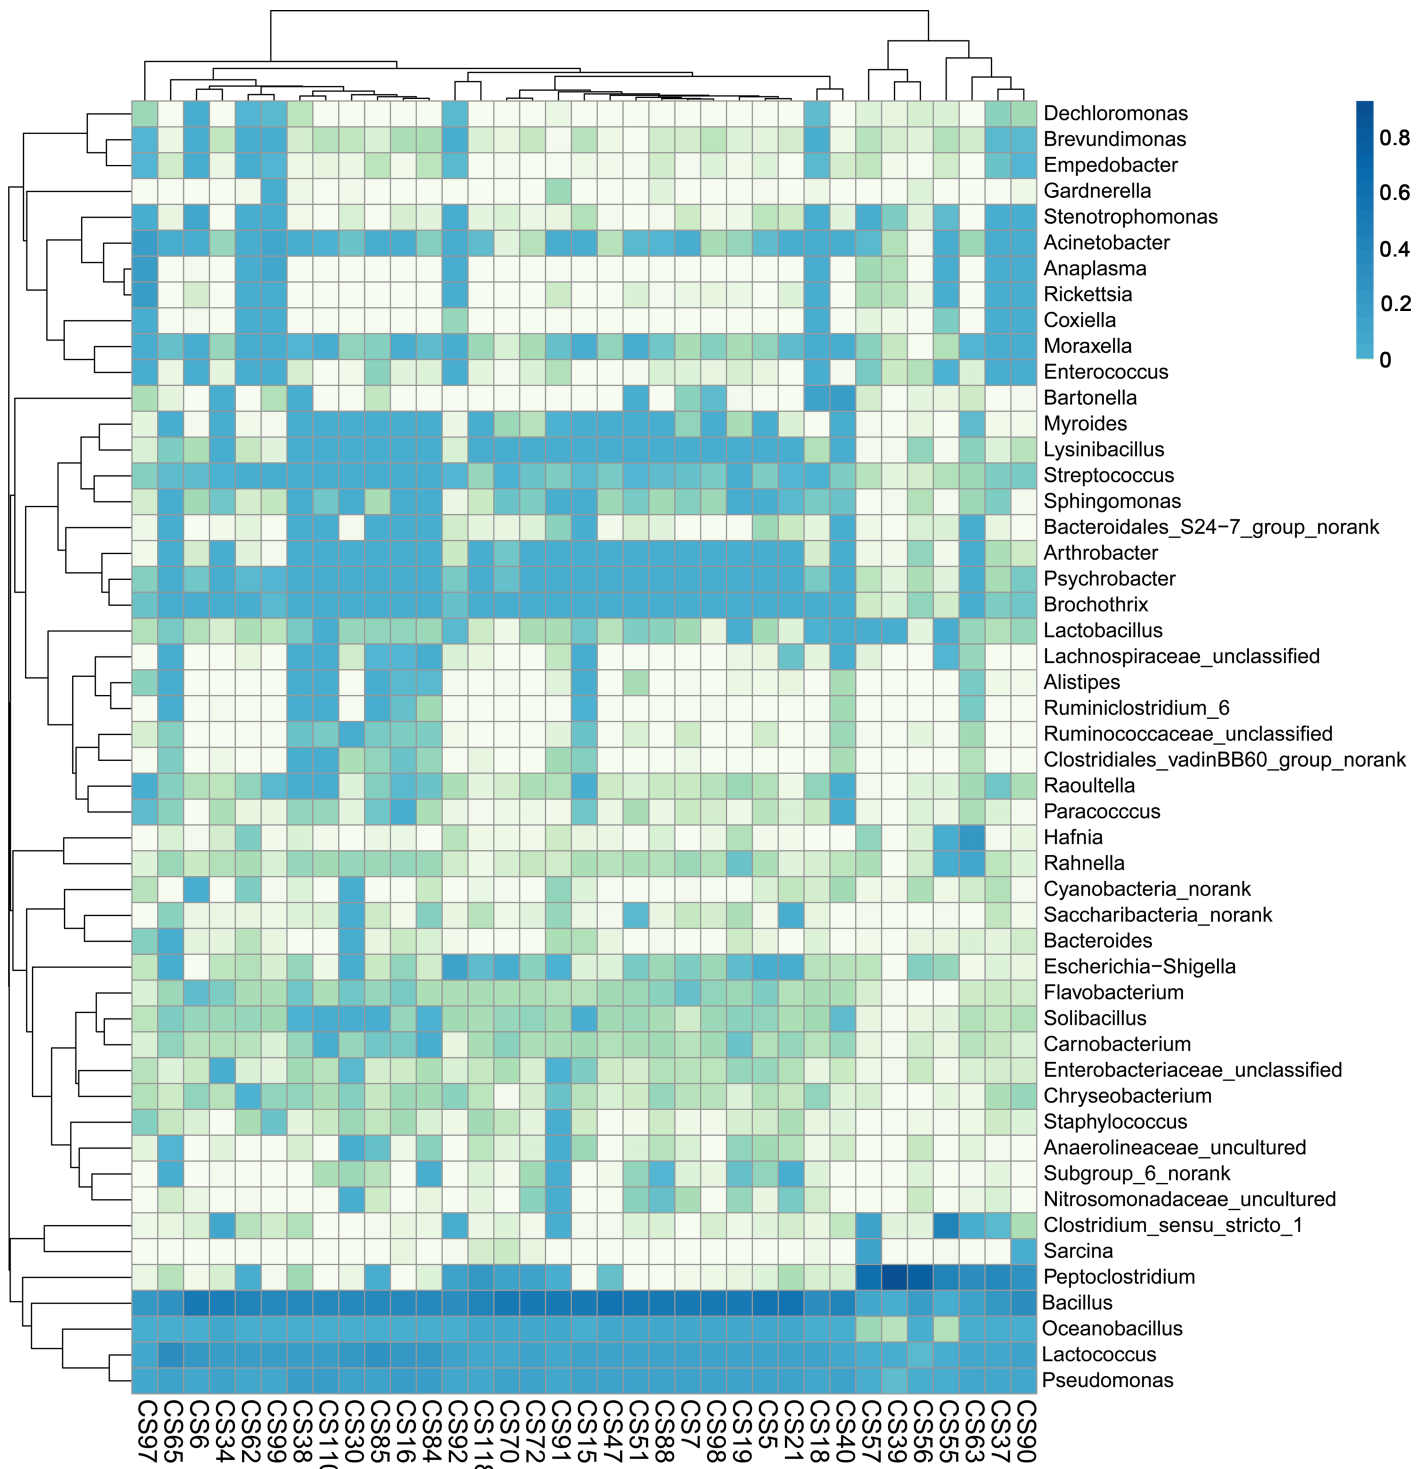 Dechloromonas
Brevundimonas
Empedobacter
Gardnerella
Stenotrophomonas
Acinetobacter
Anaplasma
Rickettsia
Coxiella
Moraxella
Enterococcus
Bartonella
Myroides
Lysinibacillus
Streptococcus
Sphingomonas
Bacteroidales_S24−7_group_norank
Arthrobacter
Psychrobacter
Brochothrix
Lactobacillus
Lachnospiraceae_unclassified
Alistipes
Ruminiclostridium_6
Ruminococcaceae_unclassified
Clostridiales_vadinBB60_group_norank
Raoultella
Paracocccus
Hafnia
Rahnella
Cyanobacteria_norank
Saccharibacteria_norank
Bacteroides
Escherichia−Shigella
Flavobacterium
Solibacillus
Carnobacterium
Enterobacteriaceae_unclassified
Chryseobacterium
Staphylococcus
Anaerolineaceae_uncultured
Subgroup_6_norank
Nitrosomonadaceae_uncultured
Clostridium_sensu_stricto_1
Sarcina
Peptoclostridium
Bacillus
Oceanobacillus
Lactococcus
Pseudomonas
0.8
0.6
0.4
0.2
0
CS97
CS65
CS6
CS34
CS62
CS99
CS38
CS110
CS30
CS85
CS16
CS84
CS92
CS118
CS70
CS72
CS91
CS15
CS47
CS51
CS88
CS7
CS98
CS19
CS5
CS21
CS18
CS40
CS57
CS39
CS56
CS55
CS63
CS37
CS90